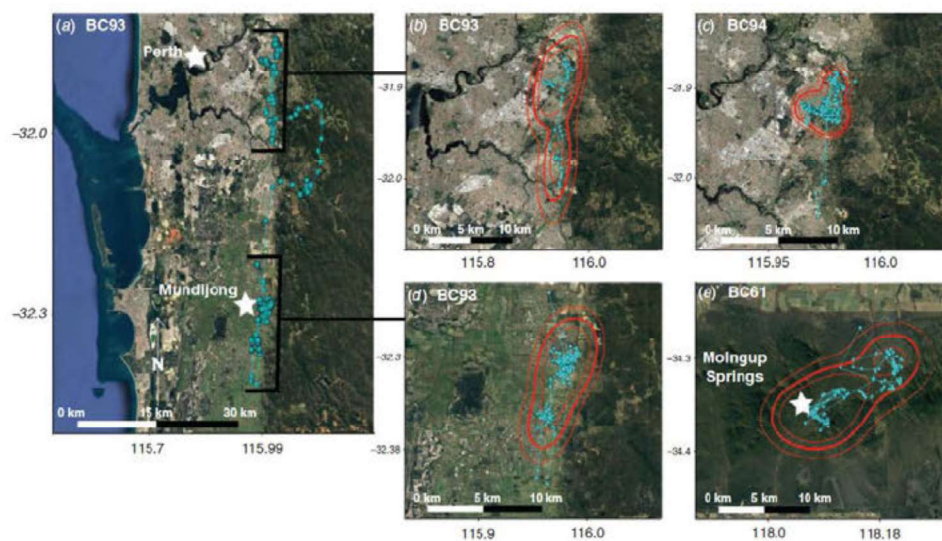 (a) BC93
Perth
−32.0
Mundijong
−32.3
N
0 km 15 km 30 km
115.7 115.99
(b) BC93
−31.9
−32.0
0 km 5 km 10 km
115.8 116.0
(c) BC94
−31.9
−32.0
0 km 5 km 10 km
115.95 116.0
(d) BC93
−32.3
−32.38
0 km 5 km 10 km
115.9 116.0
(e) BC61
Moingup
Springs
−34.3
−34.4
0 km 5 km 10 km
118.0 118.18